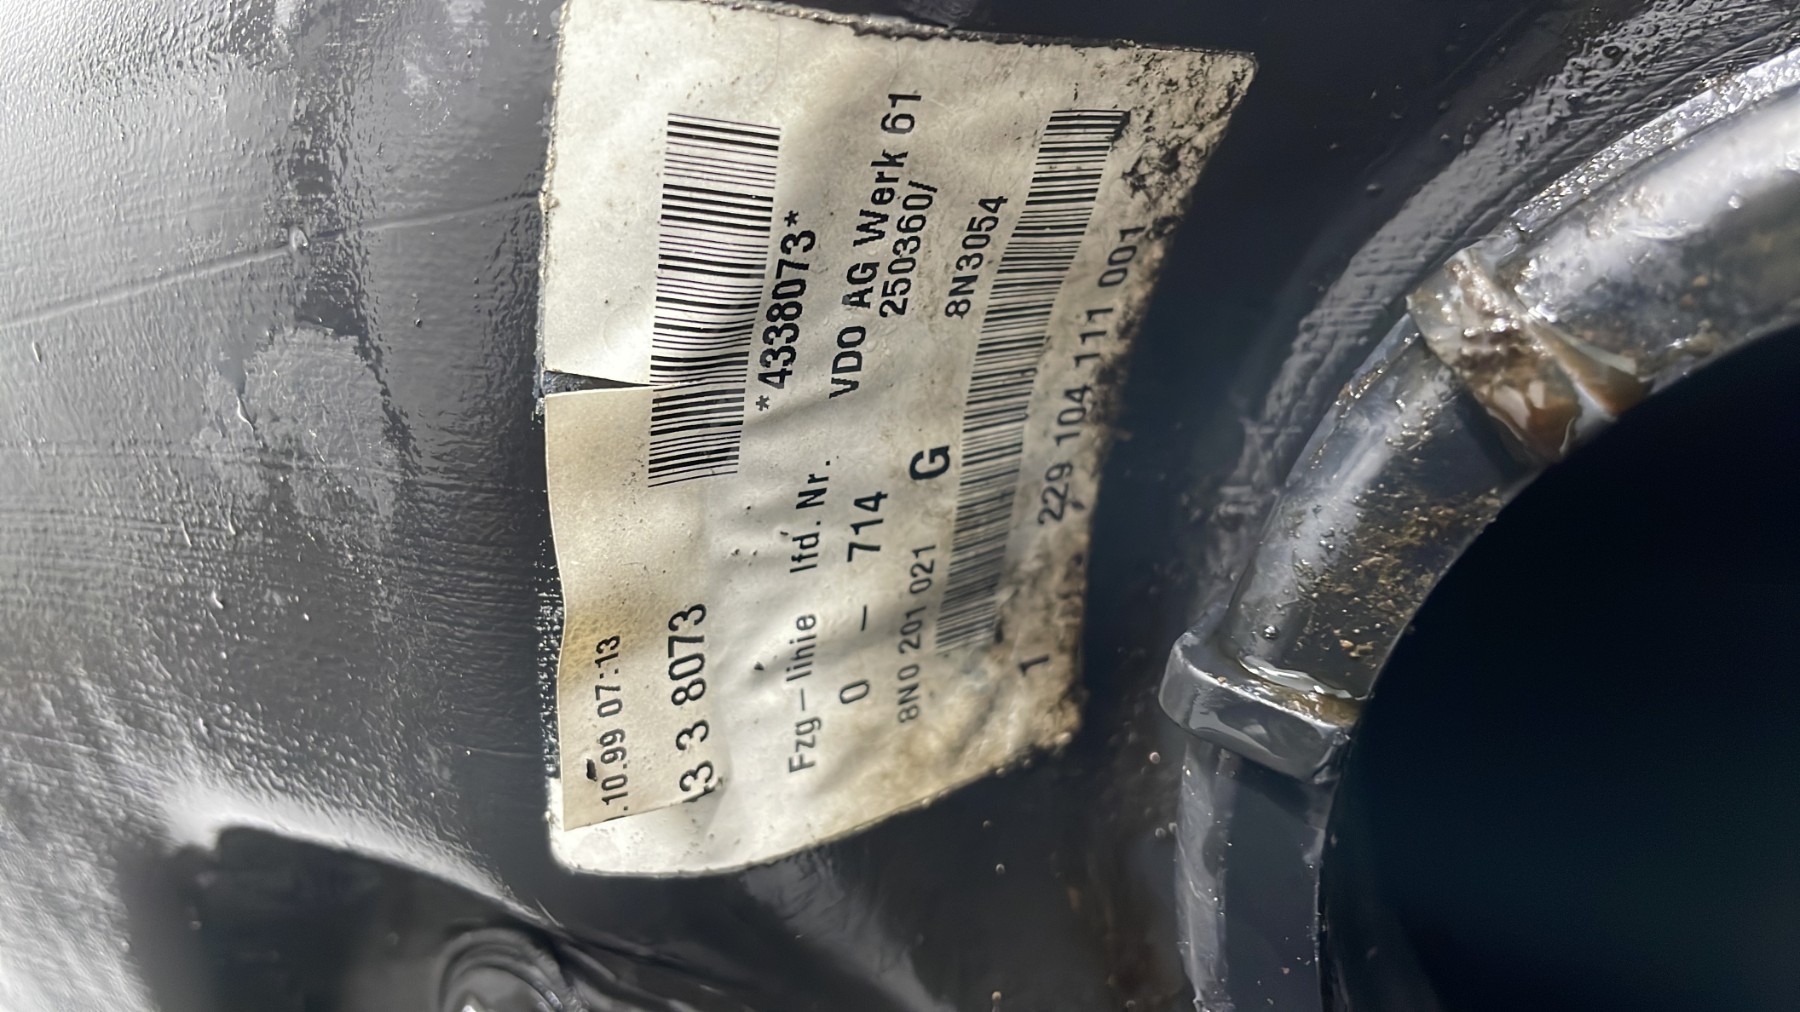 .10.99 07:13
3 3 8073
*4338073*
Fzg-linie lfd. Nr. VDO AG Werk 61
0 - 714 250360/
8N0 201 021 G 8N3054
1 229 104 111 001